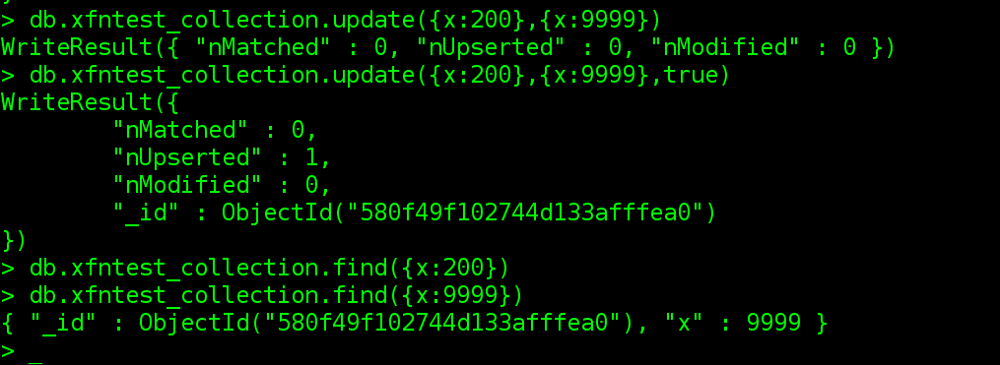 > db.xfntest_collection.update({x:200},{x:9999})
WriteResult({ "nMatched" : 0, "nUpserted" : 0, "nModified" : 0 })
> db.xfntest_collection.update({x:200},{x:9999},true)
WriteResult({
        "nMatched" : 0,
        "nUpserted" : 1,
        "nModified" : 0,
        "_id" : ObjectId("580f49f102744d133afffea0")
})
> db.xfntest_collection.find({x:200})
> db.xfntest_collection.find({x:9999})
{ "_id" : ObjectId("580f49f102744d133afffea0"), "x" : 9999 }
> _